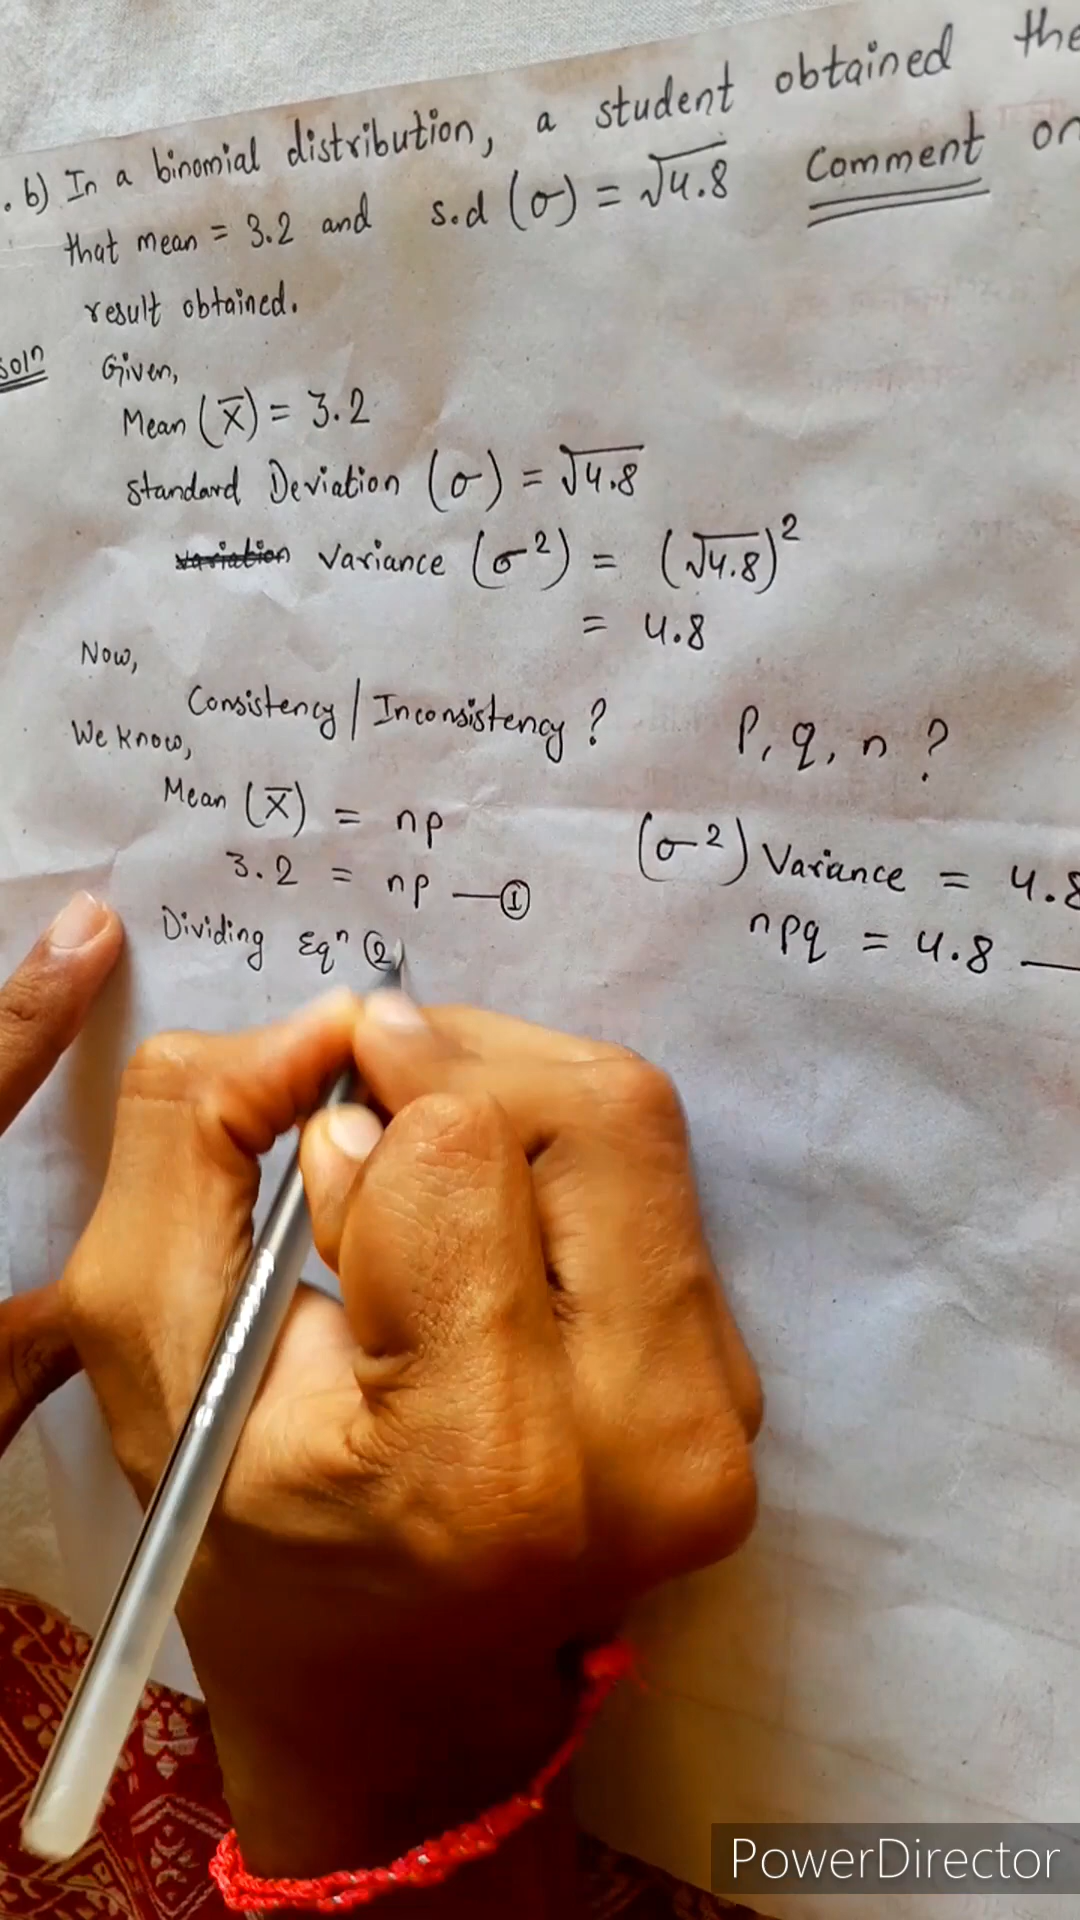 . b) In a binomial distribution, a student obtained the
that mean = 3.2 and s.d (σ) = √4.8 Comment on
result obtained.
Soln Given,
Mean (X̄) = 3.2
Standard Deviation (σ) = √4.8
variation Variance (σ²) = (√4.8)²
= 4.8
Now,
Consistency / Inconsistency ? P, q, n ?
We Know,
Mean (X̄) = np
(σ²) Variance = 4.8
3.2 = np —①
npq = 4.8 —
Dividing Eqⁿ ②
PowerDirector